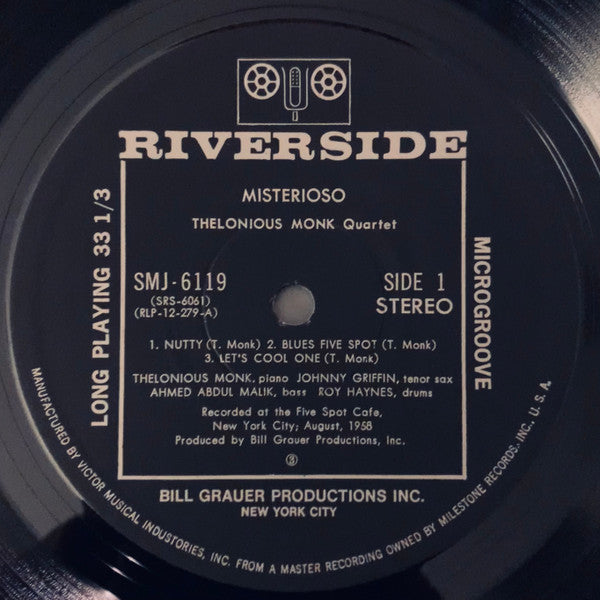 RIVERSIDE
MISTERIOSO
THELONIOUS MONK Quartet
SMJ-6119
(SRS-6061)
(RLP-12-279-A)
SIDE 1
STEREO
LONG PLAYING 33 1/3
MICROGROOVE
1. NUTTY (T. Monk) 2. BLUES FIVE SPOT (T. Monk)
3. LET'S COOL ONE (T. Monk)
THELONIOUS MONK, piano JOHNNY GRIFFIN, tenor sax
AHMED ABDUL MALIK, bass ROY HAYNES, drums
Recorded at the Five Spot Cafe,
New York City; August, 1958
Produced by Bill Grauer Productions, Inc.
BILL GRAUER PRODUCTIONS INC.
NEW YORK CITY
MANUFACTURED BY VICTOR MUSICAL INDUSTORIES, INC. FROM A MASTER RECORDING OWNED BY MILESTONE RECORDS, INC., U. S. A.